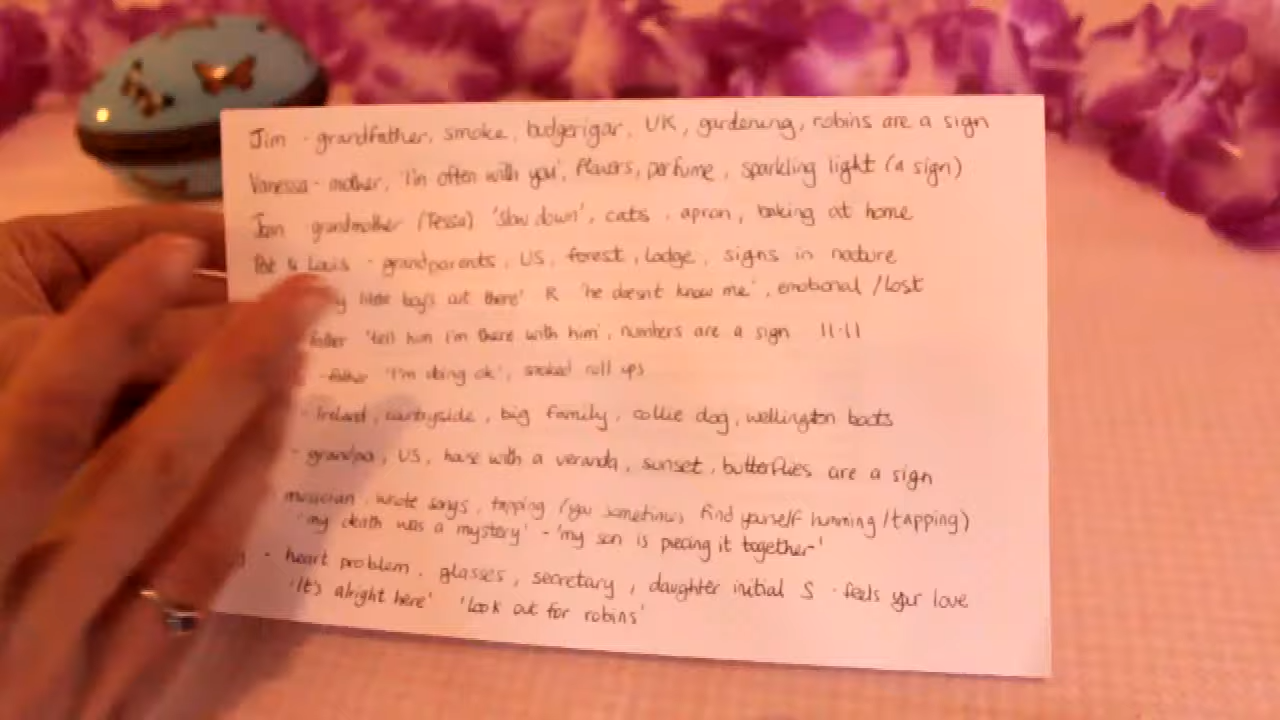 Jim - grandfather, smoke, budgerigar, UK, gardening, robins are a sign
Vanessa - mother, 'I'm often with you', flowers, perfume, sparkling light (a sign)
grandmother (Tessa) 'slow down', cats, apron, baking at home
Pat & Louis - grandparents, US, forest, lodge, signs in nature
little boy's out there' R 'he doesn't know me', emotional / lost
father 'tell him I'm there with him', numbers are a sign 11.11
- father 'I'm doing ok', smoked roll ups
- Ireland, countryside, big family, collie dog, wellington boots
- grandpa, US, house with a veranda, sunset, butterflies are a sign
musician, wrote songs, tapping (you sometimes find yourself humming / tapping)
'my death was a mystery' - 'my son is piecing it together'
- heart problem. glasses, secretary, daughter initial S - feels your love
'It's alright here' 'look out for robins'